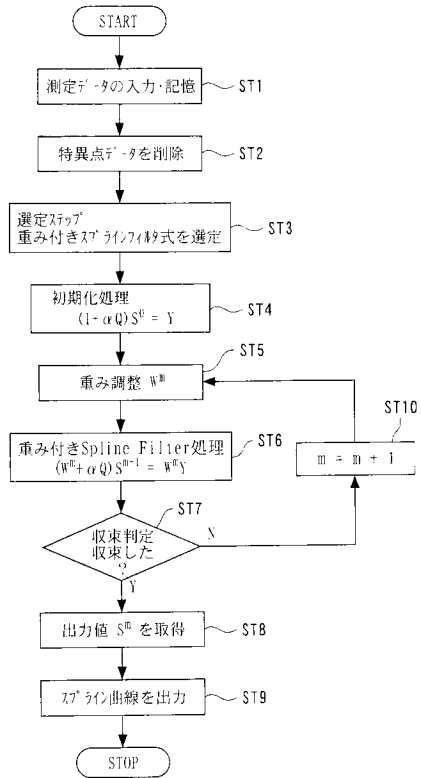 START
測定ﾃﾞｰﾀの入力・記憶
ST1
特異点ﾃﾞｰﾀを削除
ST2
選定ｽﾃｯﾌﾟ
重み付きｽﾌﾟﾗｲﾝﾌｨﾙﾀ式を選定
ST3
初期化処理
(I+αQ)S⁰ = Y
ST4
重み調整 Wᵐ
ST5
重み付きSpline Filter処理
(Wᵐ+αQ)Sᵐ⁻¹ = WᵐY
ST6
ST10
m = m + 1
収束判定
収束した
?
ST7
N
Y
出力値 Sᵐ を取得
ST8
ｽﾌﾟﾗｲﾝ曲線を出力
ST9
STOP